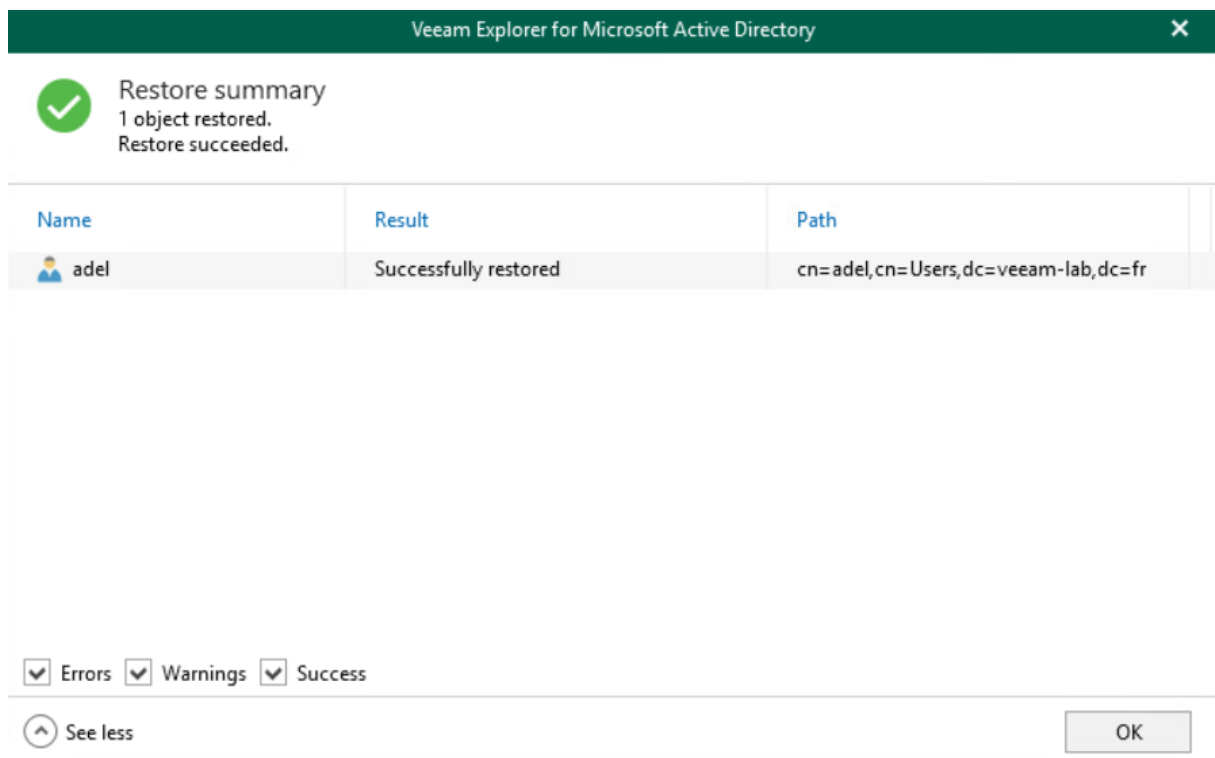 Veeam Explorer for Microsoft Active Directory
Restore summary
1 object restored.
Restore succeeded.
Name Result Path
adel Successfully restored cn=adel,cn=Users,dc=veeam-lab,dc=fr
Errors Warnings Success
See less OK